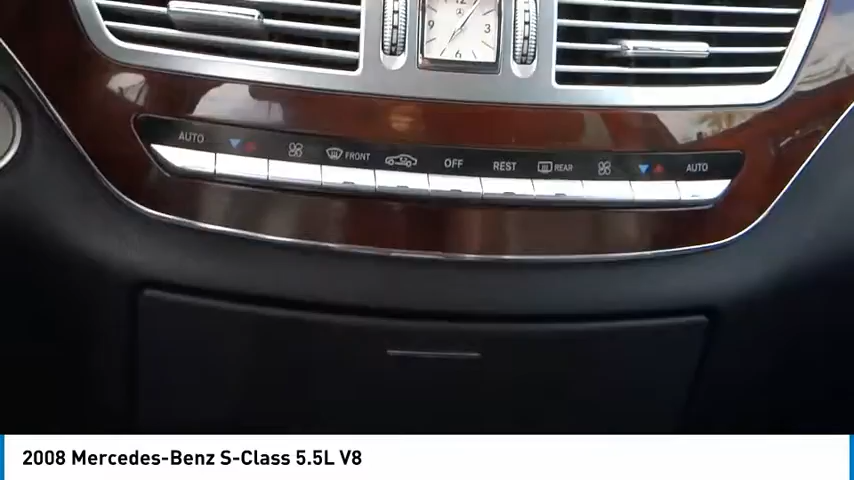 AUTO FRONT OFF REST REAR AUTO
2008 Mercedes-Benz S-Class 5.5L V8